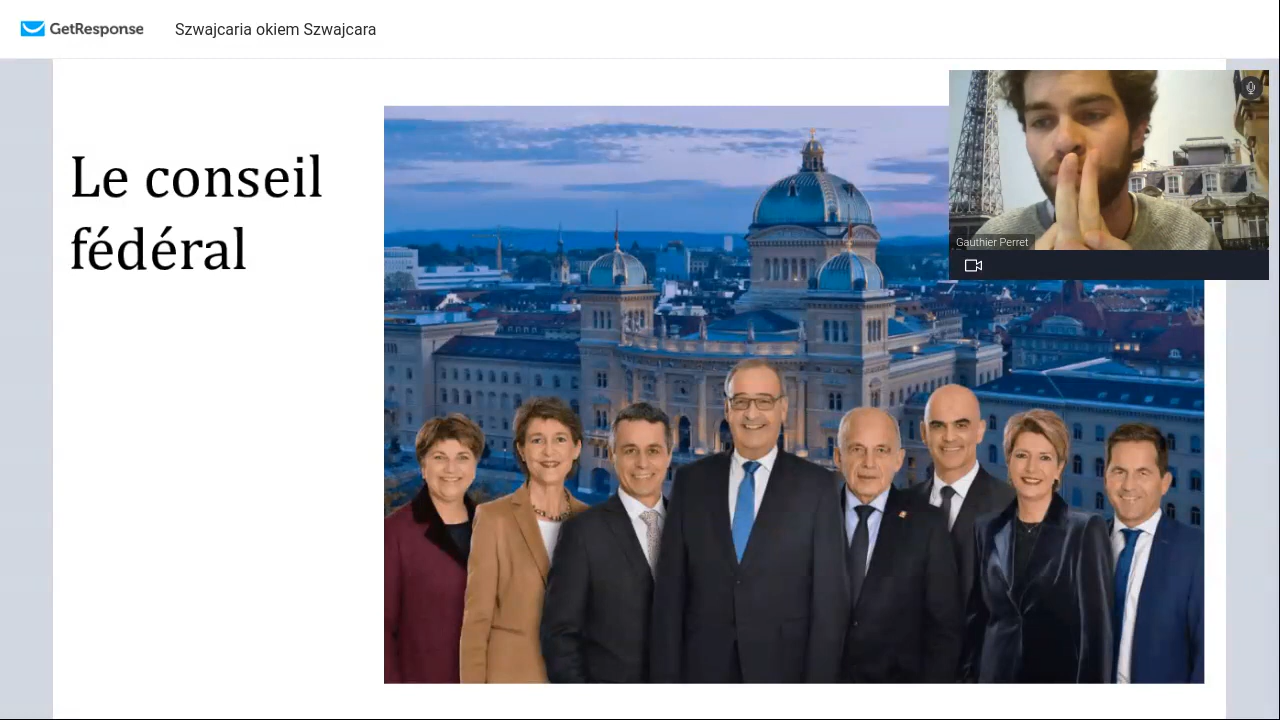 GetResponse
Szwajcaria okiem Szwajcara
Le conseil
fédéral
Gauthier Perret